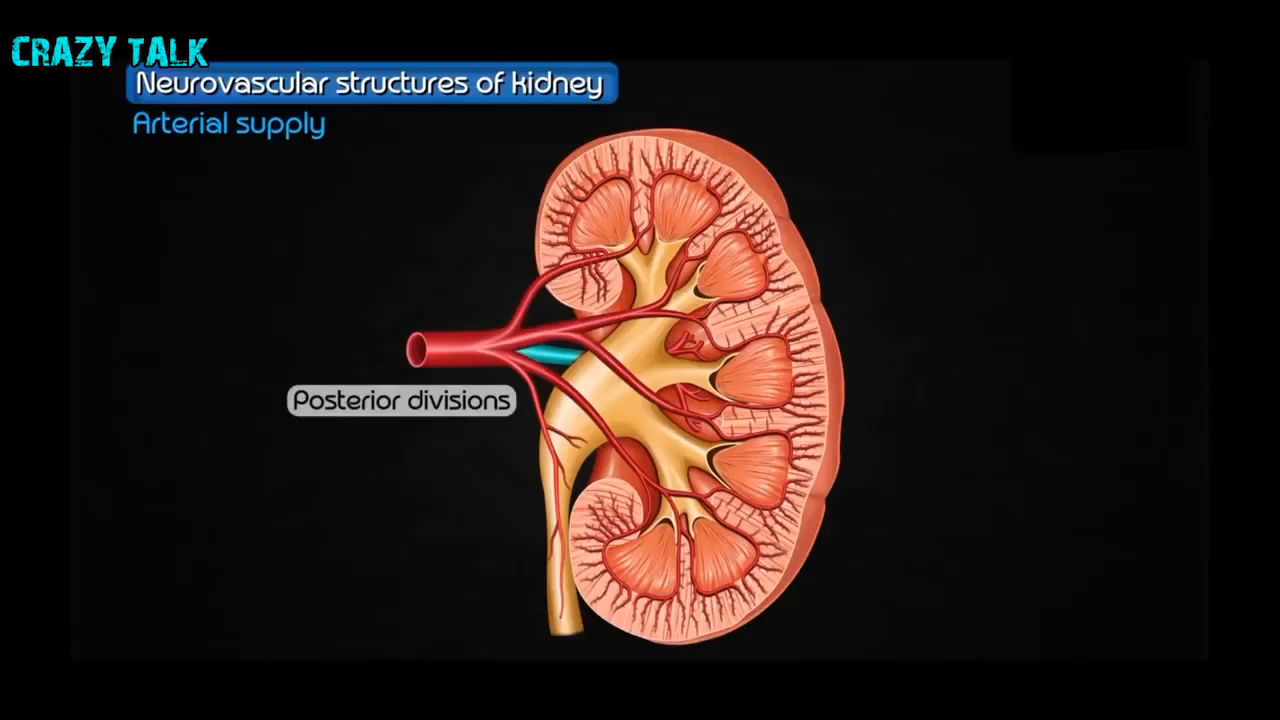 CRAZY TALK
Neurovascular structures of kidney
Arterial supply
Posterior divisions